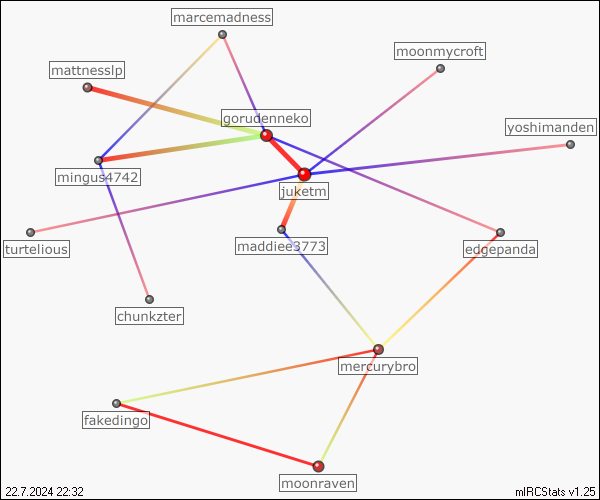 marcemadness
moonmycroft
mattnesslp
gorudenneko
yoshimanden
mingus4742
juketm
turtelious
maddiee3773
edgepanda
chunkzter
mercurybro
fakedingo
moonraven
22.7.2024 22:32
mIRCStats v1.25